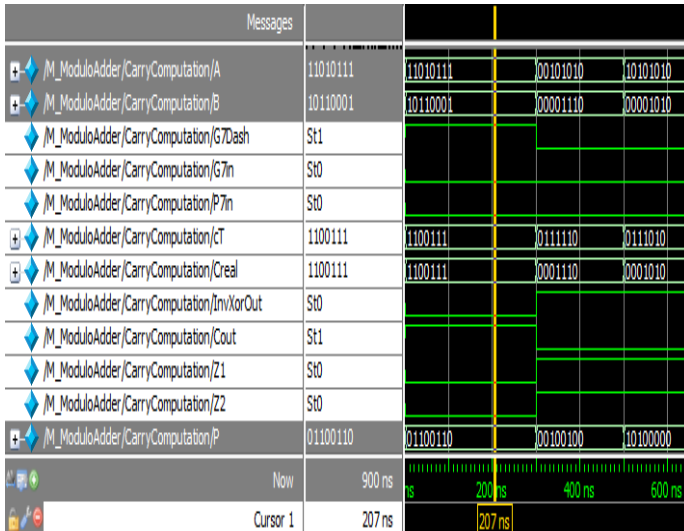 Messages
/M_ModuloAdder/CarryComputation/A 11010111 11010111 00101010 10101010
/M_ModuloAdder/CarryComputation/B 10110001 10110001 00001110 00001010
/M_ModuloAdder/CarryComputation/G7Dash St1
/M_ModuloAdder/CarryComputation/G7in St0
/M_ModuloAdder/CarryComputation/P7in St0
/M_ModuloAdder/CarryComputation/cT 1100111 1100111 0111110 0111010
/M_ModuloAdder/CarryComputation/Creal 1100111 1100111 0001110 0001010
/M_ModuloAdder/CarryComputation/InvXorOut St0
/M_ModuloAdder/CarryComputation/Cout St1
/M_ModuloAdder/CarryComputation/Z1 St0
/M_ModuloAdder/CarryComputation/Z2 St0
/M_ModuloAdder/CarryComputation/P 01100110 01100110 00100100 10100000
Now 900 ns ns 200 ns 400 ns 600 ns
Cursor 1 207 ns 207 ns